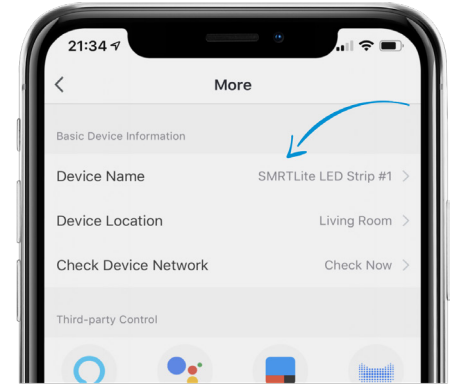 21:34
More
Basic Device Information
Device Name SMRTLite LED Strip #1
Device Location Living Room
Check Device Network Check Now
Third-party Control